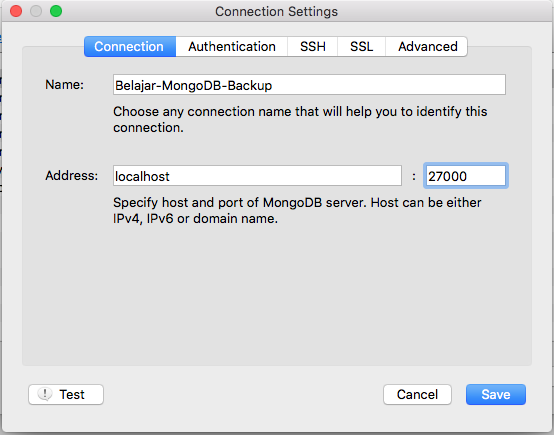 Connection Settings
Connection Authentication SSH SSL Advanced
Name: Belajar-MongoDB-Backup
Choose any connection name that will help you to identify this
connection.
Address: localhost : 27000
Specify host and port of MongoDB server. Host can be either
IPv4, IPv6 or domain name.
! Test Cancel Save